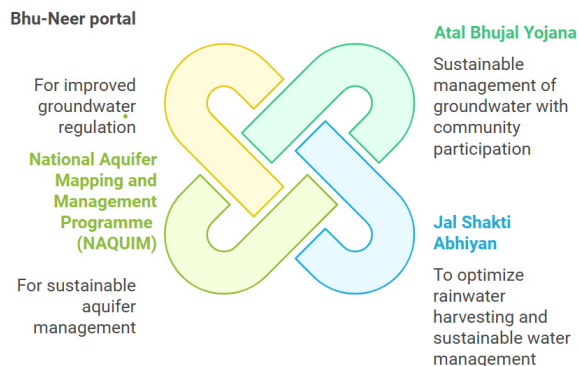 Bhu-Neer portal
For improved
groundwater
regulation
Atal Bhujal Yojana
Sustainable
management of
groundwater with
community
participation
National Aquifer
Mapping and
Management
Programme
(NAQUIM)
For sustainable
aquifer
management
Jal Shakti
Abhiyan
To optimize
rainwater
harvesting and
sustainable water
management